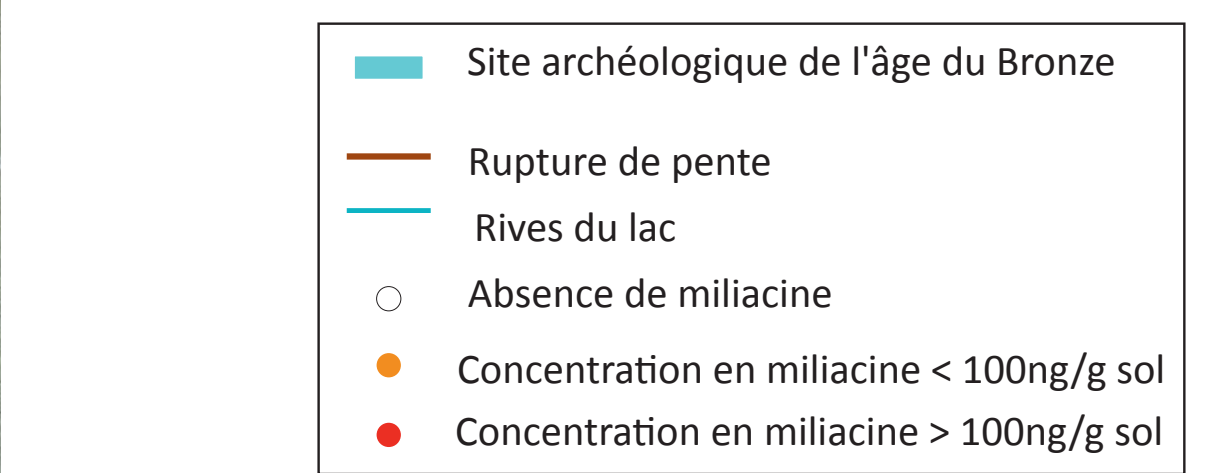 Site archéologique de l'âge du Bronze
Rupture de pente
Rives du lac
Absence de miliacine
Concentration en miliacine < 100ng/g sol
Concentration en miliacine > 100ng/g sol